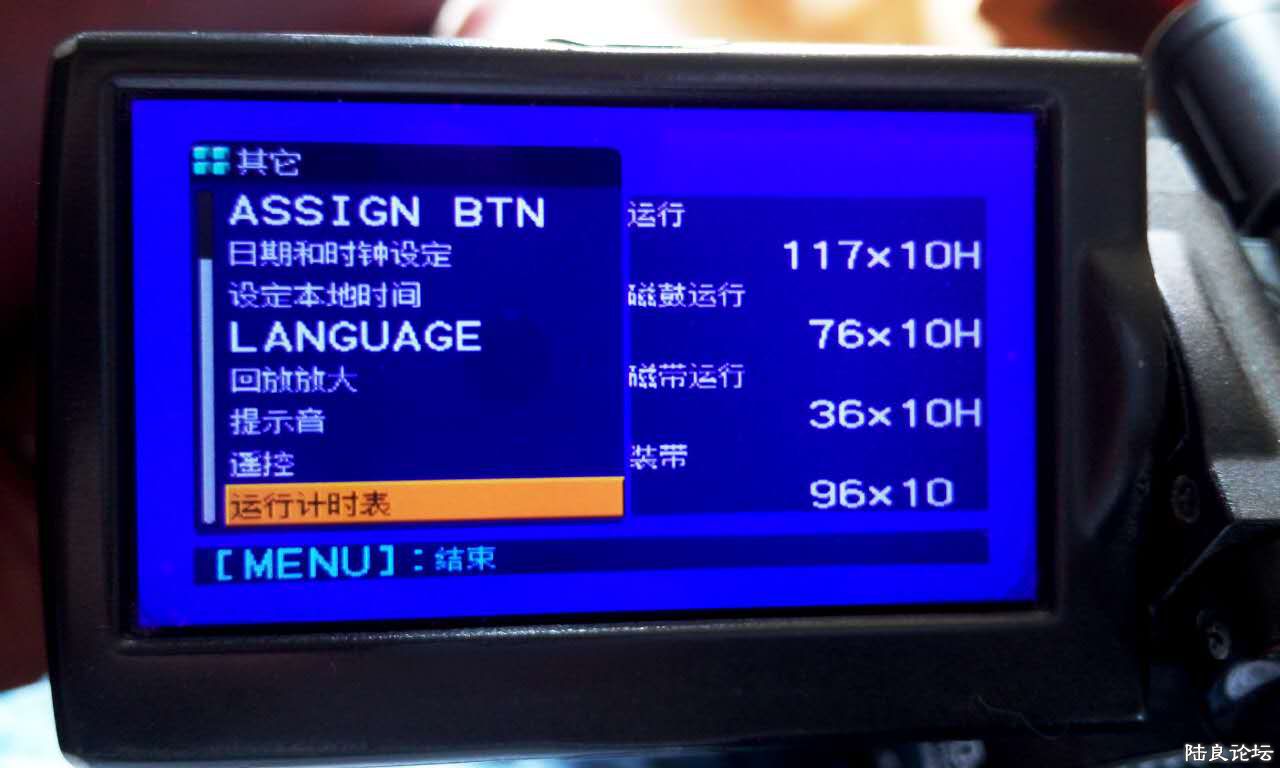 其它
ASSIGN BTN
日期和时钟设定
设定本地时间
LANGUAGE
回放放大
提示音
遥控
运行计时表
运行
117×10H
磁鼓运行
76×10H
磁带运行
36×10H
装带
96×10
[MENU]:结束
陆良论坛